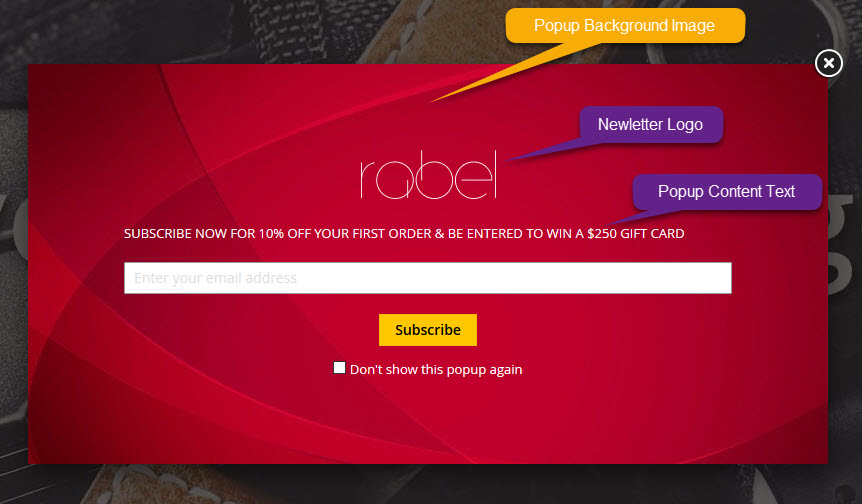 Popup Background Image
Newletter Logo
rabel
Popup Content Text
SUBSCRIBE NOW FOR 10% OFF YOUR FIRST ORDER & BE ENTERED TO WIN A $250 GIFT CARD
Enter your email address
Subscribe
Don't show this popup again